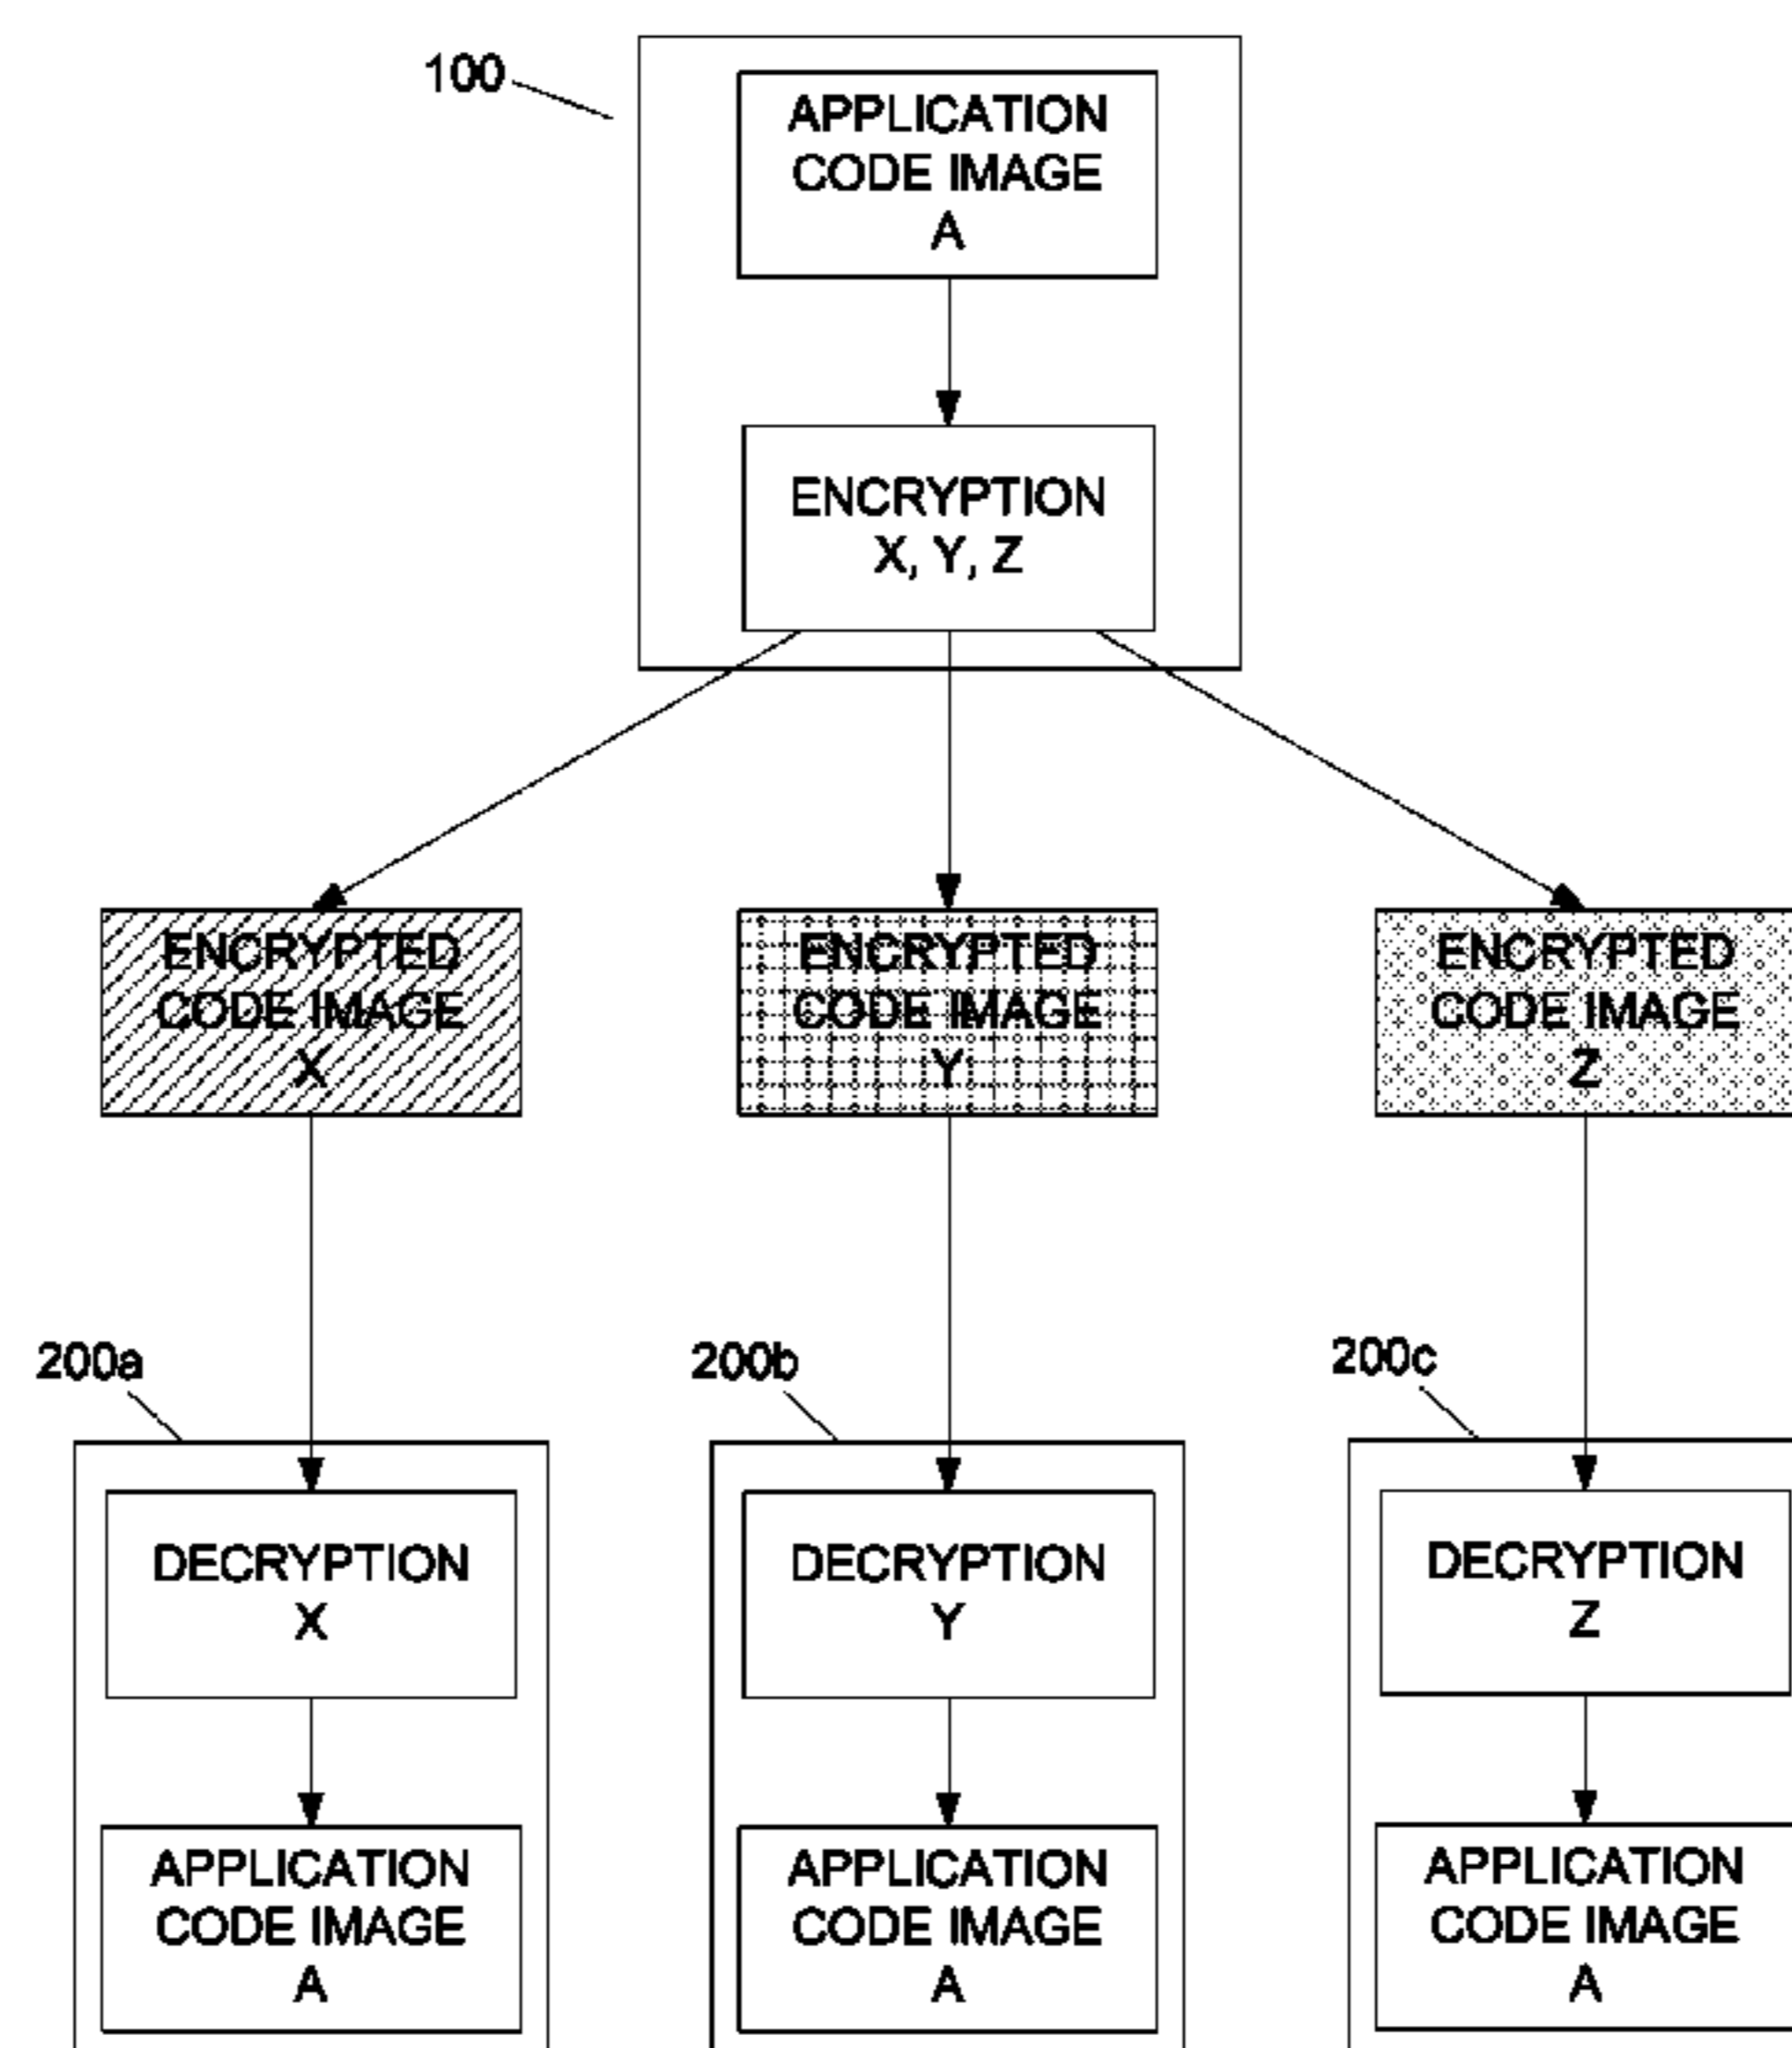 100
APPLICATION
CODE IMAGE
A
ENCRYPTION
X, Y, Z
ENCRYPTED
CODE IMAGE
X
ENCRYPTED
CODE IMAGE
Y
ENCRYPTED
CODE IMAGE
Z
200a
200b
200c
DECRYPTION
X
DECRYPTION
Y
DECRYPTION
Z
APPLICATION
CODE IMAGE
A
APPLICATION
CODE IMAGE
A
APPLICATION
CODE IMAGE
A